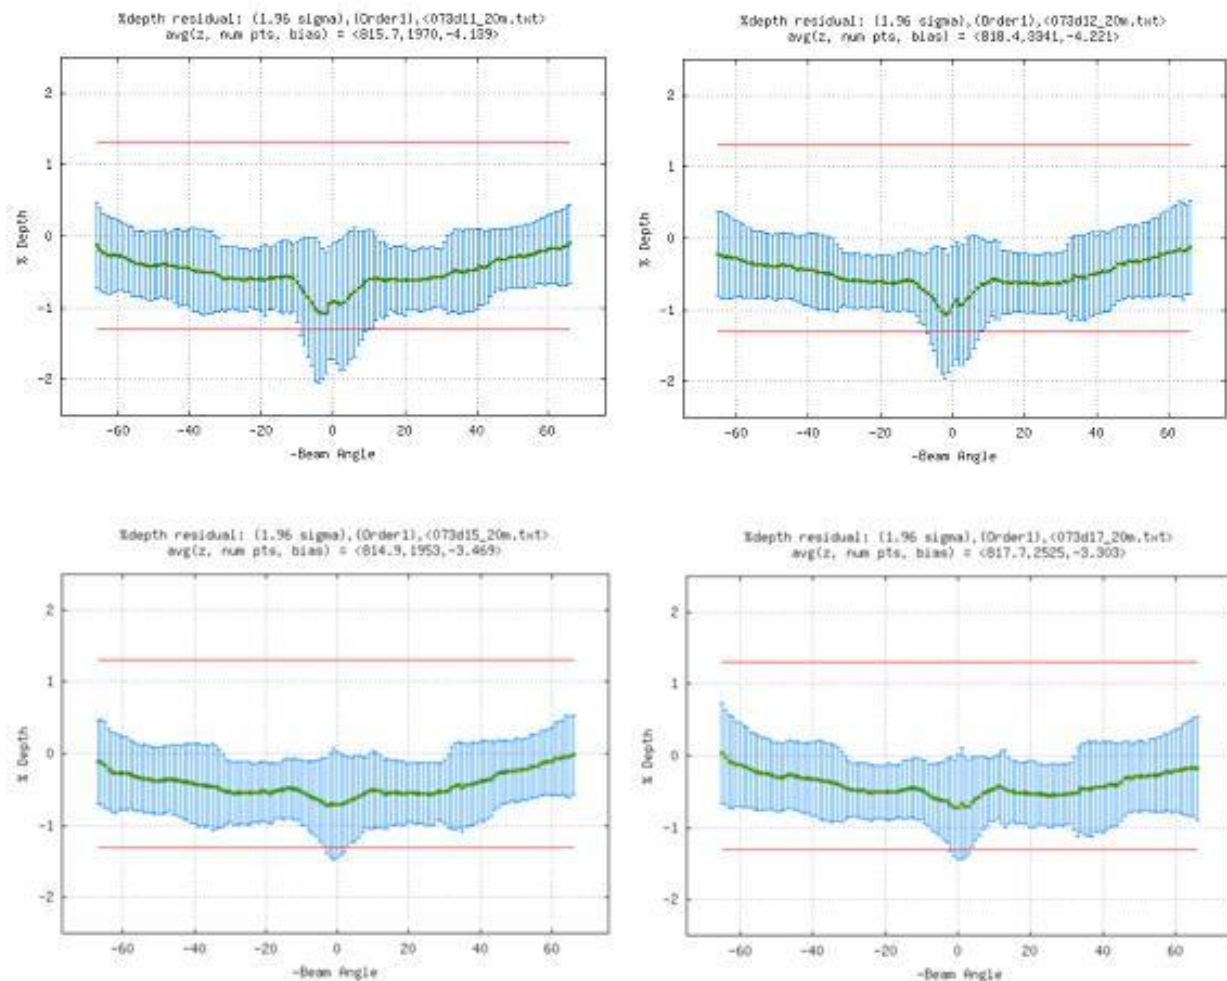 %depth residual: (1.96 sigma),(Order1),<073d11_20m.txt>
avg(z, num pts, bias) = <815.7,1970,-4.139>
2
1
0
-1
-2
% Depth
-60 -40 -20 0 20 40 60
-Beam Angle
%depth residual: (1.96 sigma),(Order1),<073d12_20m.txt>
avg(z, num pts, bias) = <818.4,3341,-4.221>
2
1
0
-1
-2
% Depth
-60 -40 -20 0 20 40 60
-Beam Angle
%depth residual: (1.96 sigma),(Order1),<073d15_20m.txt>
avg(z, num pts, bias) = <814.9,1953,-3.469>
2
1
0
-1
-2
% Depth
-60 -40 -20 0 20 40 60
-Beam Angle
%depth residual: (1.96 sigma),(Order1),<073d17_20m.txt>
avg(z, num pts, bias) = <817.7,2525,-3.303>
2
1
0
-1
-2
% Depth
-60 -40 -20 0 20 40 60
-Beam Angle